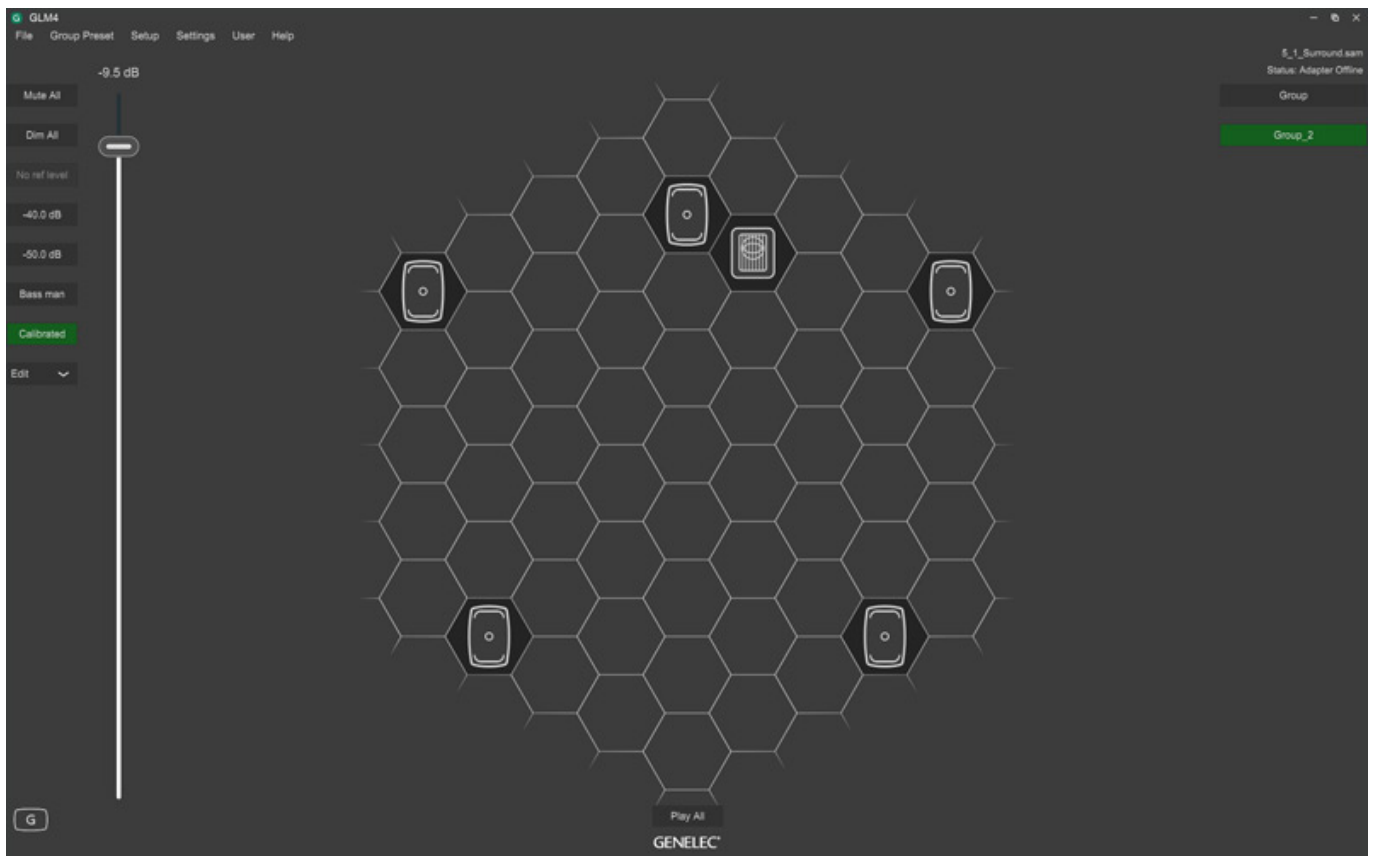 G GLM4
File Group Preset Setup Settings User Help
5_1_Surround.sam
Status: Adapter Offline
-9.5 dB
Mute All
Dim All
No ref level
-40.0 dB
-50.0 dB
Bass man
Calibrated
Edit
Group
Group_2
G
Play All
GENELEC®